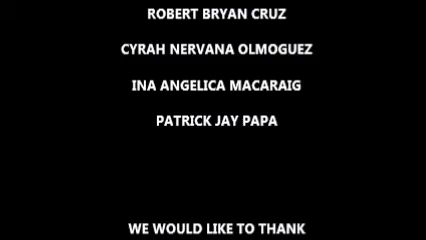 ROBERT BRYAN CRUZ
CYRAH NERVANA OLMOGUEZ
INA ANGELICA MACARAIG
PATRICK JAY PAPA
WE WOULD LIKE TO THANK